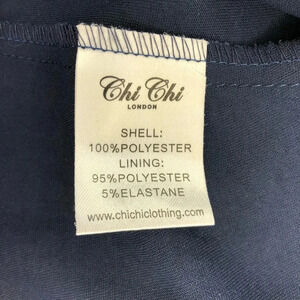 Chi Chi
LONDON
SHELL:
100%POLYESTER
LINING:
95%POLYESTER
5%ELASTANE
www.chichiclothing.com